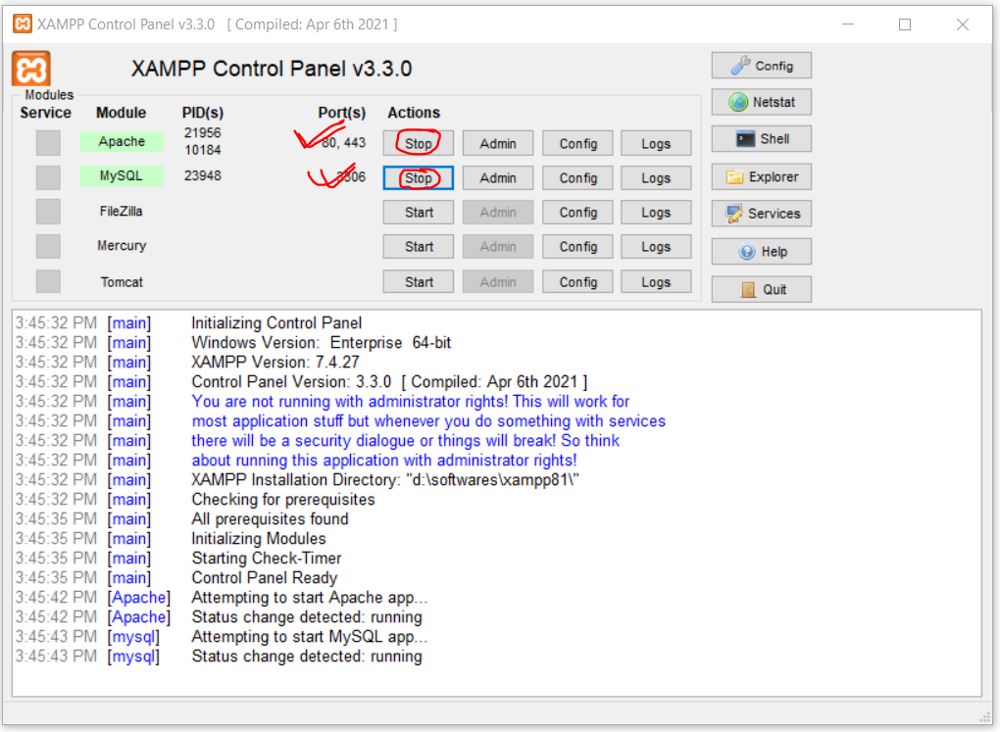 XAMPP Control Panel v3.3.0 [ Compiled: Apr 6th 2021 ]
XAMPP Control Panel v3.3.0
Config
Modules
Service Module PID(s) Port(s) Actions
Netstat
Apache 21956 10184 80, 443 Stop Admin Config Logs
Shell
MySQL 23948 3306 Stop Admin Config Logs
Explorer
FileZilla Start Admin Config Logs
Services
Mercury Start Admin Config Logs
Help
Tomcat Start Admin Config Logs
Quit
3:45:32 PM [main] Initializing Control Panel
3:45:32 PM [main] Windows Version: Enterprise 64-bit
3:45:32 PM [main] XAMPP Version: 7.4.27
3:45:32 PM [main] Control Panel Version: 3.3.0 [ Compiled: Apr 6th 2021 ]
3:45:32 PM [main] You are not running with administrator rights! This will work for
3:45:32 PM [main] most application stuff but whenever you do something with services
3:45:32 PM [main] there will be a security dialogue or things will break! So think
3:45:32 PM [main] about running this application with administrator rights!
3:45:32 PM [main] XAMPP Installation Directory: "d:\softwares\xampp81\"
3:45:32 PM [main] Checking for prerequisites
3:45:35 PM [main] All prerequisites found
3:45:35 PM [main] Initializing Modules
3:45:35 PM [main] Starting Check-Timer
3:45:35 PM [main] Control Panel Ready
3:45:42 PM [Apache] Attempting to start Apache app...
3:45:42 PM [Apache] Status change detected: running
3:45:43 PM [mysql] Attempting to start MySQL app...
3:45:43 PM [mysql] Status change detected: running